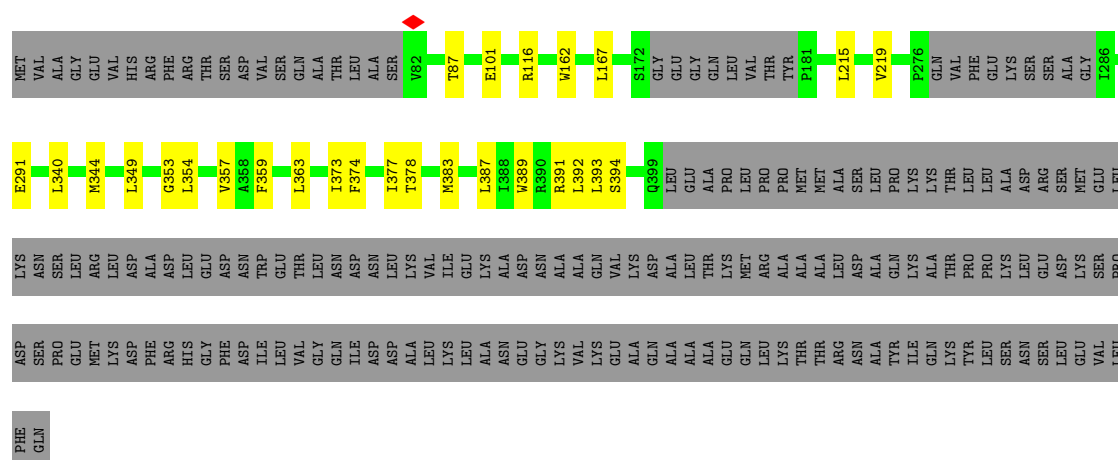 MET VAL ALA GLY GLU VAL HIS ARG PHE ARG THR SER ASP VAL SER GLN ALA THR LEU ALA SER V82 T87 E101 R116 W162 L167 S172 GLY GLU GLY GLN LEU VAL THR TYR P181 L215 V219 P276 GLN VAL PHE GLU LYS SER SER ALA GLY I286
E291 L340 M344 L349 G353 L354 V357 A358 F359 L363 I373 F374 I377 T378 M383 L387 I388 W389 R390 R391 L392 L393 S394 Q399 LEU GLU ALA PRO LEU PRO PRO MET MET ALA SER LEU PRO LYS LYS THR LEU LEU ALA ASP ARG SER MET GLU LEU
LYS ASN SER LEU ARG LEU ASP ALA ASP LEU GLU ASP ASN TRP GLU THR LEU ASN ASP ASN LEU LYS VAL ILE GLU LYS ALA ASP ASN ALA ALA GLN VAL LYS ASP ALA LEU THR LYS MET ARG ALA ALA ALA LEU ASP ALA GLN LYS ALA THR PRO PRO LYS LEU GLU ASP LYS SER PRO
ASP SER PRO GLU MET LYS ASP PHE ARG HIS GLY PHE ASP ILE LEU VAL GLY GLN ILE ASP ASP ALA LEU LYS LEU ALA ASN GLU GLY LYS VAL LYS GLU ALA GLN ALA ALA ALA GLU GLN LEU LYS THR THR ARG ASN ALA TYR ILE GLN LYS TYR LEU SER ASN SER LEU GLU VAL LEU
PHE GLN